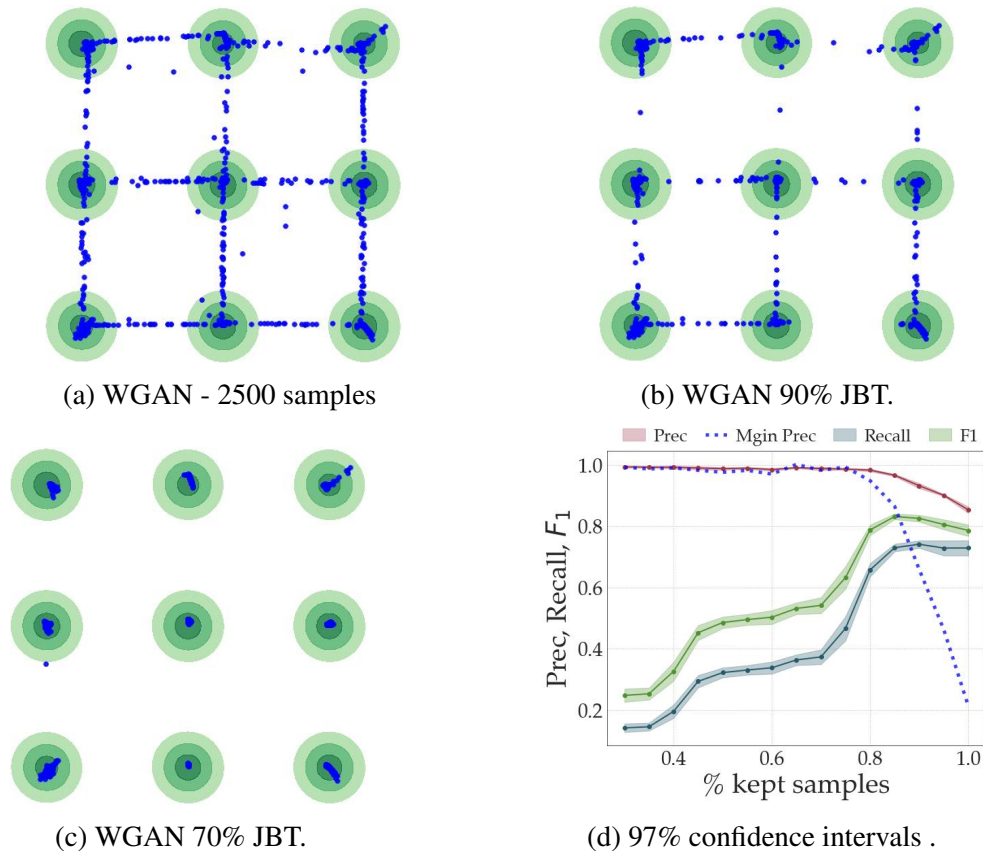 (a) WGAN - 2500 samples
(b) WGAN 90% JBT.
Prec Mgin Prec Recall F1
1.0
0.8
0.6
0.4
0.2
Prec, Recall, F₁
0.4 0.6 0.8 1.0
% kept samples
(c) WGAN 70% JBT.
(d) 97% confidence intervals .